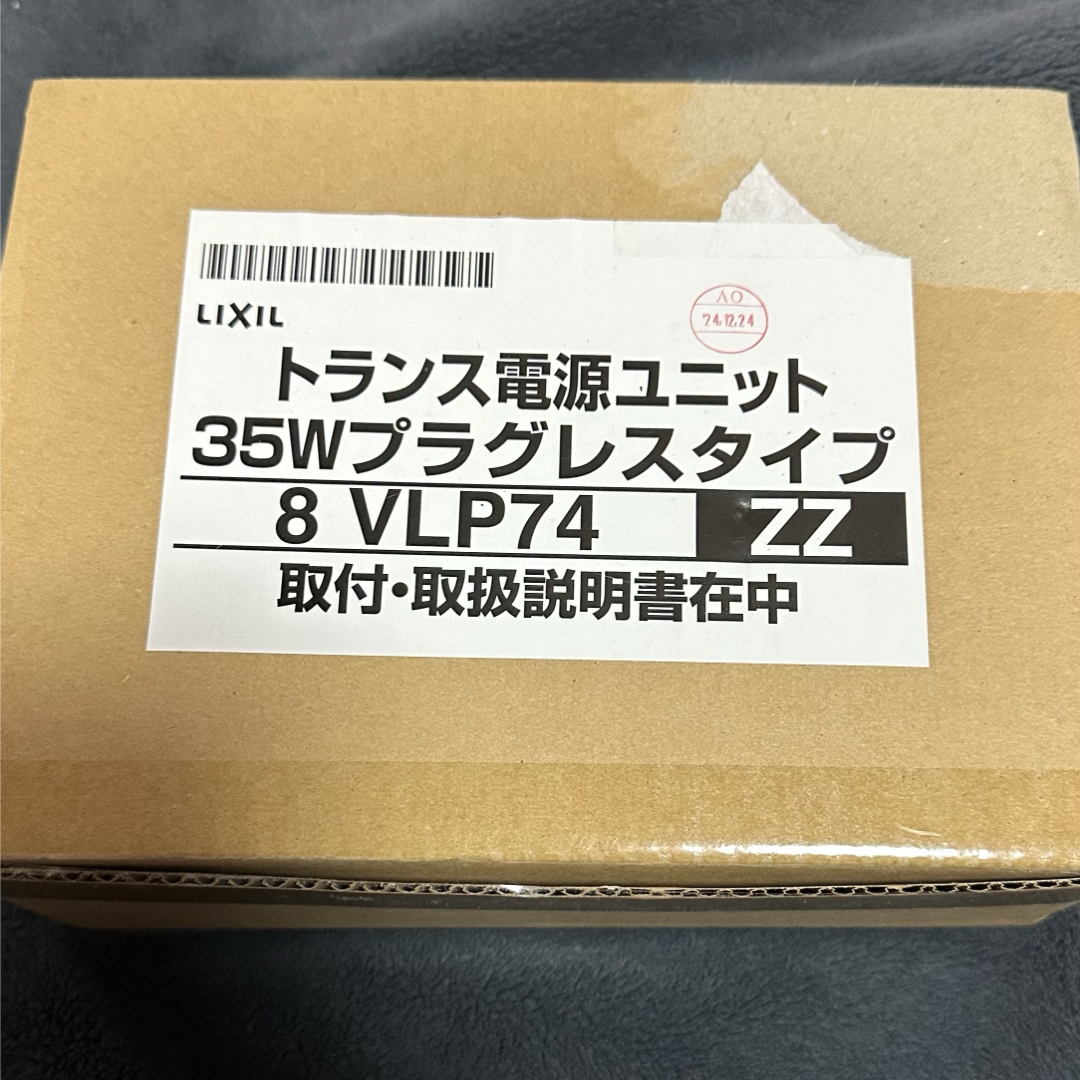 LIXIL
AO
'24.12.24
トランス電源ユニット
35Wプラグレスタイプ
8 VLP74 ZZ
取付・取扱説明書在中